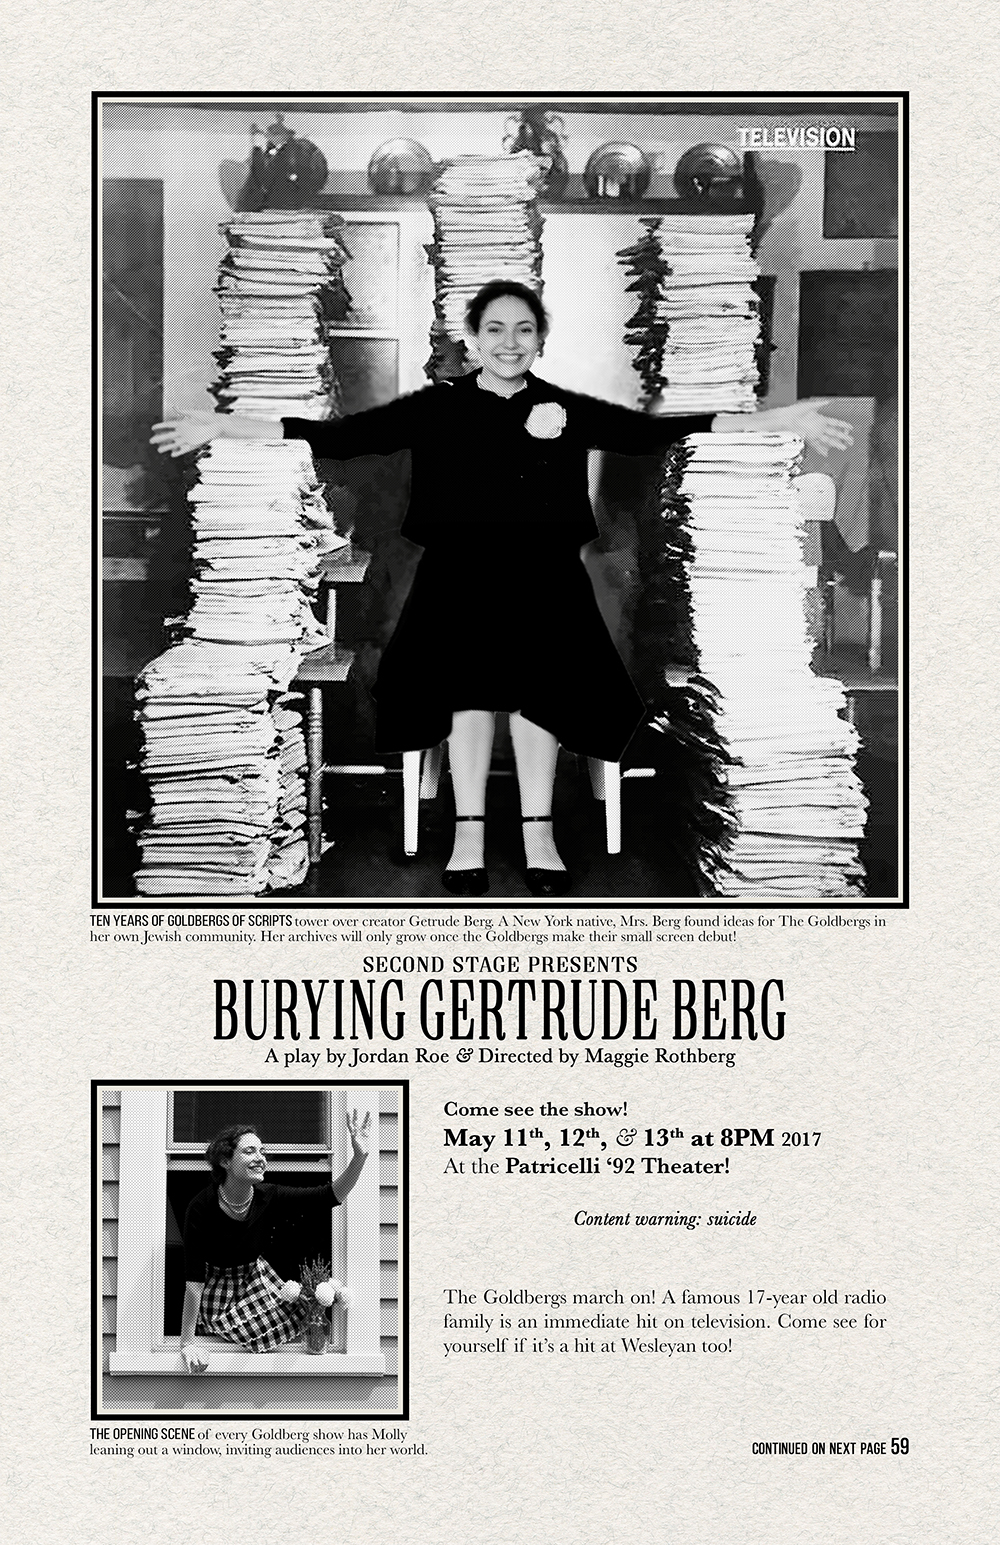 TELEVISION
TEN YEARS OF GOLDBERGS OF SCRIPTS tower over creator Getrude Berg. A New York native, Mrs. Berg found ideas for The Goldbergs in
her own Jewish community. Her archives will only grow once the Goldbergs make their small screen debut!
SECOND STAGE PRESENTS
BURYING GERTRUDE BERG
A play by Jordan Roe & Directed by Maggie Rothberg
Come see the show!
May 11th, 12th, & 13th at 8PM 2017
At the Patricelli ‘92 Theater!
Content warning: suicide
The Goldbergs march on! A famous 17-year old radio
family is an immediate hit on television. Come see for
yourself if it’s a hit at Wesleyan too!
THE OPENING SCENE of every Goldberg show has Molly
leaning out a window, inviting audiences into her world.
CONTINUED ON NEXT PAGE 59